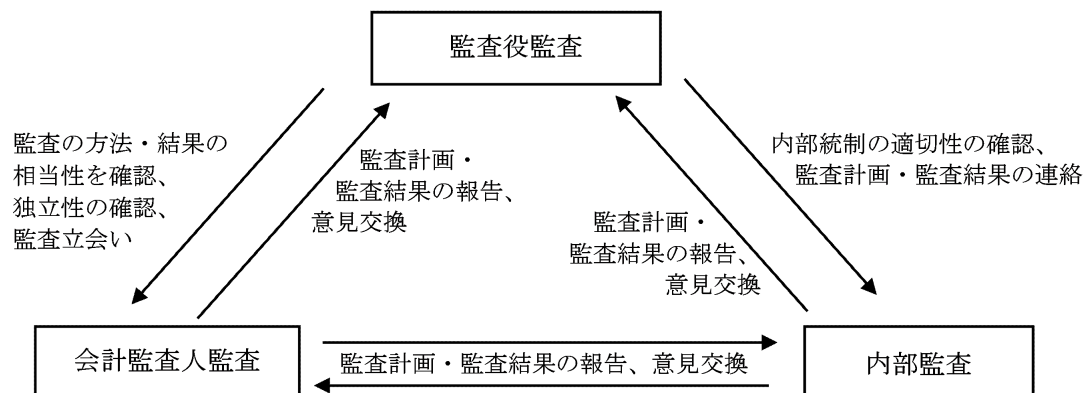 監査役監査
監査の方法・結果の
相当性を確認、
独立性の確認、
監査立会い
監査計画・
監査結果の報告、
意見交換
監査計画・
監査結果の報告、
意見交換
内部統制の適切性の確認、
監査計画・監査結果の連絡
会計監査人監査
監査計画・監査結果の報告、意見交換
内部監査